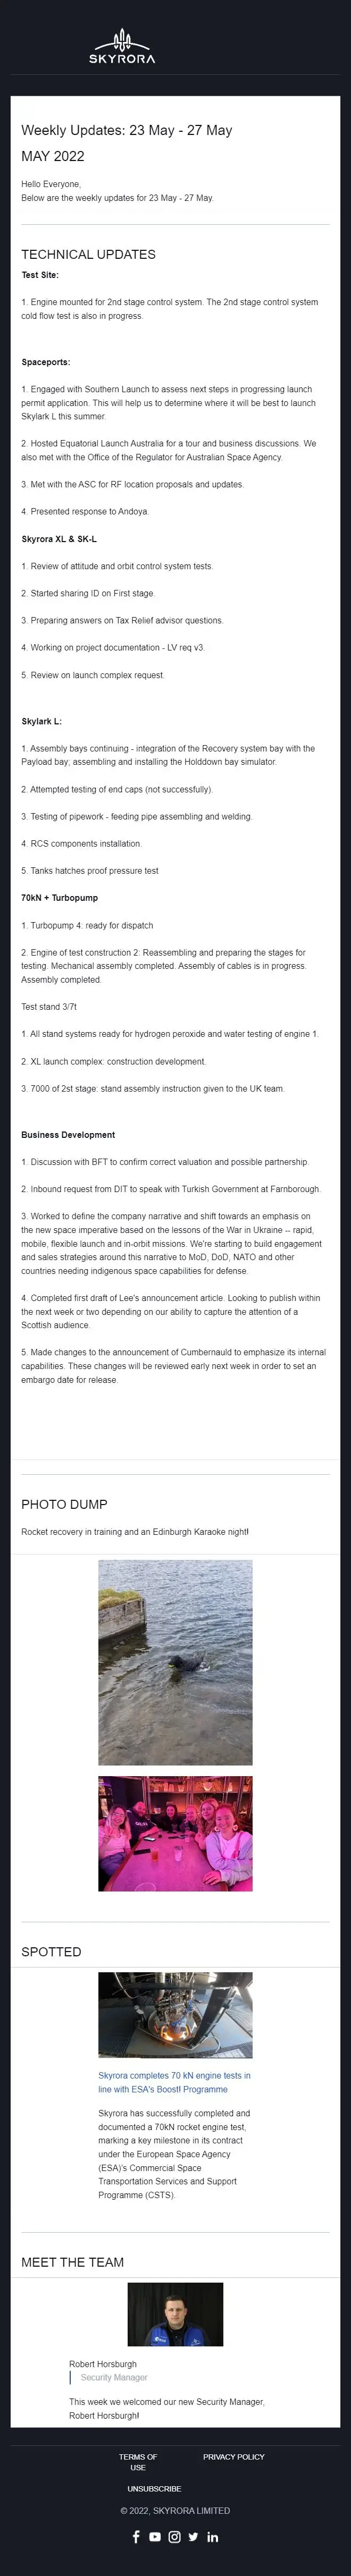 SKYRORA
Weekly Updates: 23 May - 27 May
MAY 2022
Hello Everyone,
Below are the weekly updates for 23 May - 27 May.
TECHNICAL UPDATES
Test Site:
1. Engine mounted for 2nd stage control system. The 2nd stage control system
cold flow test is also in progress.
Spaceports:
1. Engaged with Southern Launch to assess next steps in progressing launch
permit application. This will help us to determine where it will be best to launch
Skylark L this summer.
2. Hosted Equatorial Launch Australia for a tour and business discussions. We
also met with the Office of the Regulator for Australian Space Agency.
3. Met with the ASC for RF location proposals and updates.
4. Presented response to Andoya.
Skyrora XL & SK-L
1. Review of attitude and orbit control system tests.
2. Started sharing ID on First stage.
3. Preparing answers on Tax Relief advisor questions.
4. Working on project documentation - LV req v3.
5. Review on launch complex request.
Skylark L:
1. Assembly bays continuing - integration of the Recovery system bay with the
Payload bay, assembling and installing the Holddown bay simulator.
2. Attempted testing of end caps (not successfully).
3. Testing of pipework - feeding pipe assembling and welding.
4. RCS components installation.
5. Tanks hatches proof pressure test
70kN + Turbopump
1. Turbopump 4: ready for dispatch
2. Engine of test construction 2: Reassembling and preparing the stages for
testing. Mechanical assembly completed. Assembly of cables is in progress.
Assembly completed.
Test stand 3/7t
1. All stand systems ready for hydrogen peroxide and water testing of engine 1.
2. XL launch complex: construction development.
3. 7000 of 2st stage: stand assembly instruction given to the UK team.
Business Development
1. Discussion with BFT to confirm correct valuation and possible partnership.
2. Inbound request from DIT to speak with Turkish Government at Farnborough.
3. Worked to define the company narrative and shift towards an emphasis on
the new space imperative based on the lessons of the War in Ukraine -- rapid,
mobile, flexible launch and in-orbit missions. We're starting to build engagement
and sales strategies around this narrative to MoD, DoD, NATO and other
countries needing indigenous space capabilities for defense.
4. Completed first draft of Lee's announcement article. Looking to publish within
the next week or two depending on our ability to capture the attention of a
Scottish audience.
5. Made changes to the announcement of Cumbernauld to emphasize its internal
capabilities. These changes will be reviewed early next week in order to set an
embargo date for release.
PHOTO DUMP
Rocket recovery in training and an Edinburgh Karaoke night!
SPOTTED
Skyrora completes 70 kN engine tests in
line with ESA's Boost! Programme
Skyrora has successfully completed and
documented a 70kN rocket engine test,
marking a key milestone in its contract
under the European Space Agency
(ESA)'s Commercial Space
Transportation Services and Support
Programme (CSTS).
MEET THE TEAM
Robert Horsburgh
Security Manager
This week we welcomed our new Security Manager,
Robert Horsburgh!
TERMS OF
USE
PRIVACY POLICY
UNSUBSCRIBE
© 2022, SKYRORA LIMITED